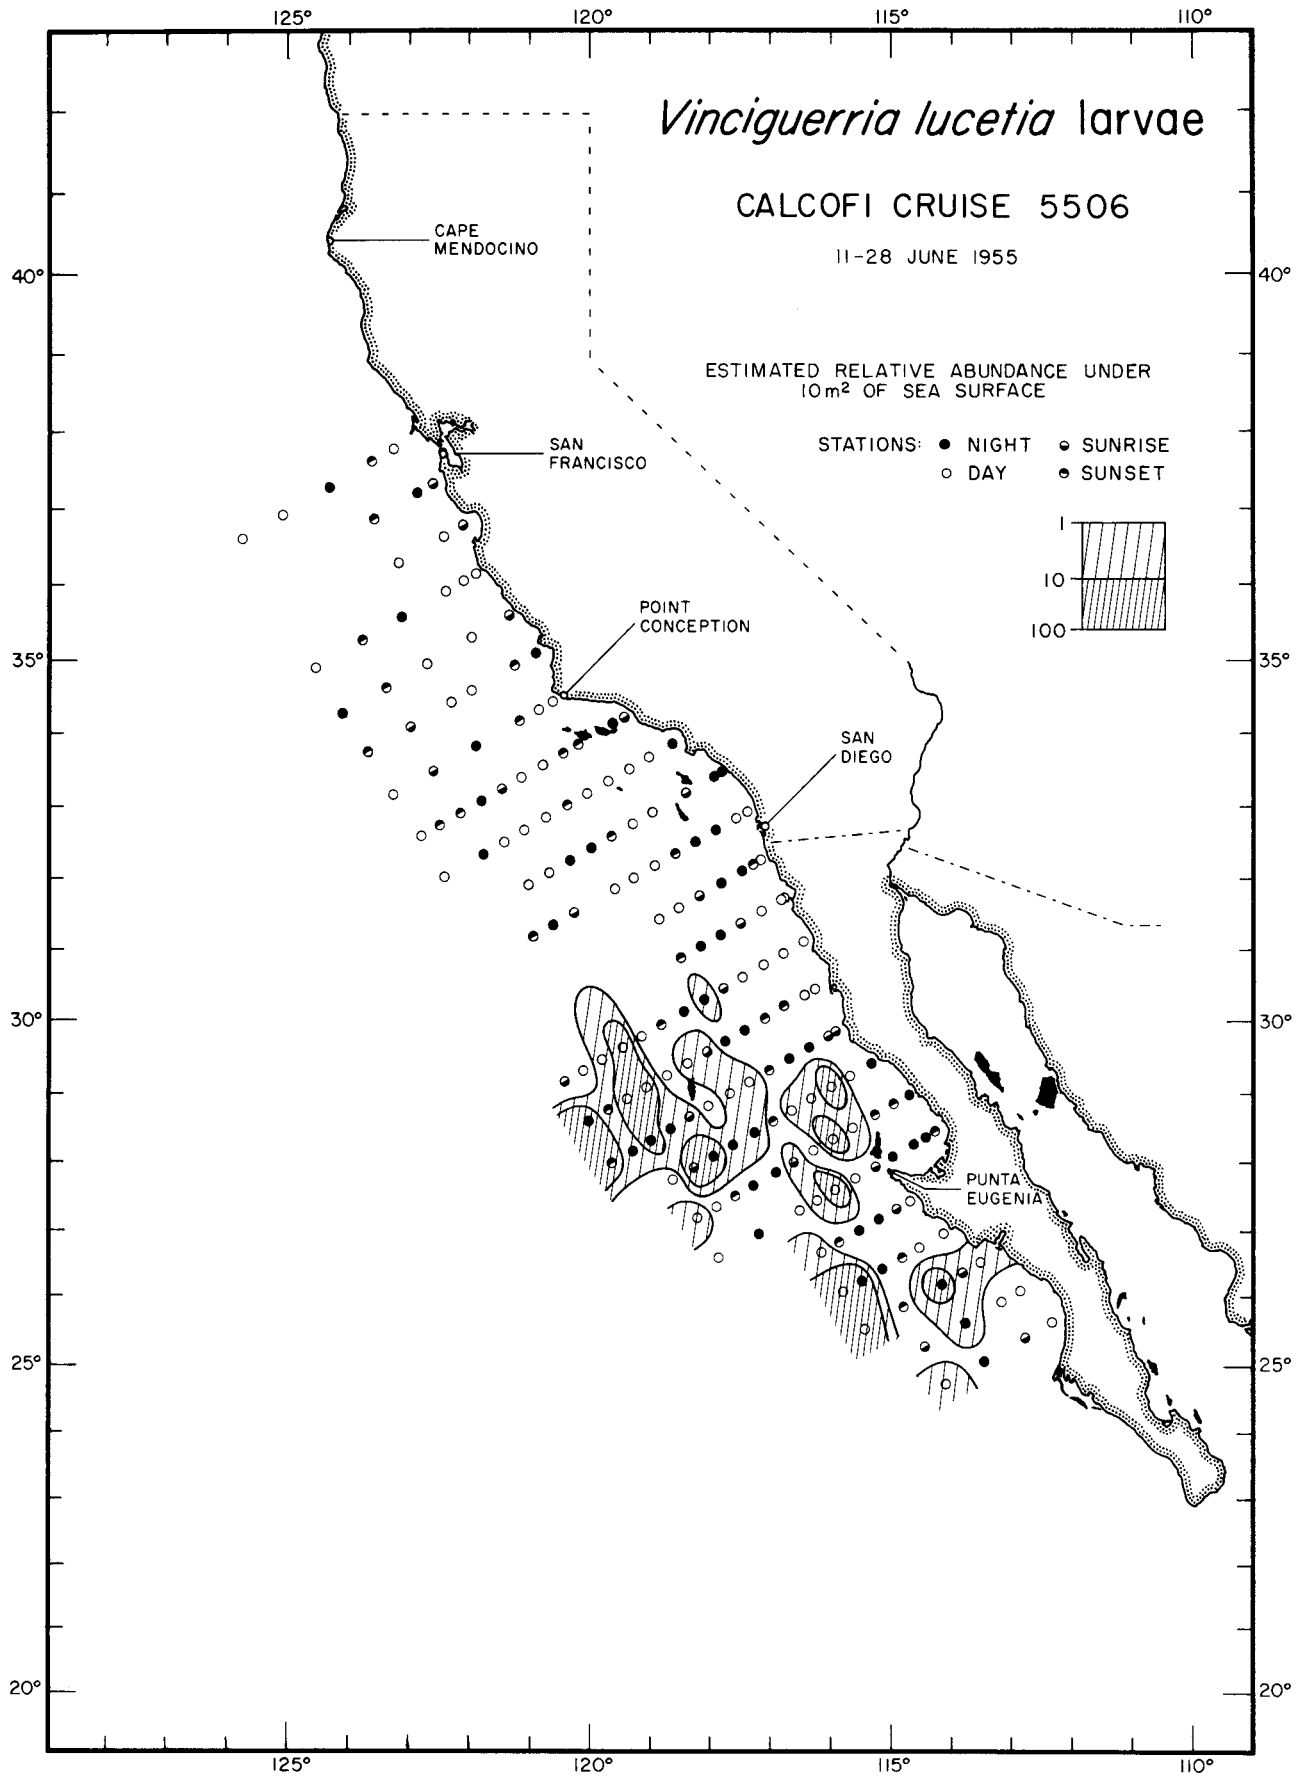 125° 120° 115° 110°
Vinciguerria lucetia larvae
CALCOFI CRUISE 5506
11-28 JUNE 1955
CAPE
MENDOCINO
40° 40°
ESTIMATED RELATIVE ABUNDANCE UNDER
10m² OF SEA SURFACE
STATIONS: NIGHT SUNRISE
DAY SUNSET
SAN
FRANCISCO
1
10
100
POINT
CONCEPTION
35° 35°
SAN
DIEGO
30° 30°
PUNTA
EUGENIA
25° 25°
20° 20°
125° 120° 115° 110°